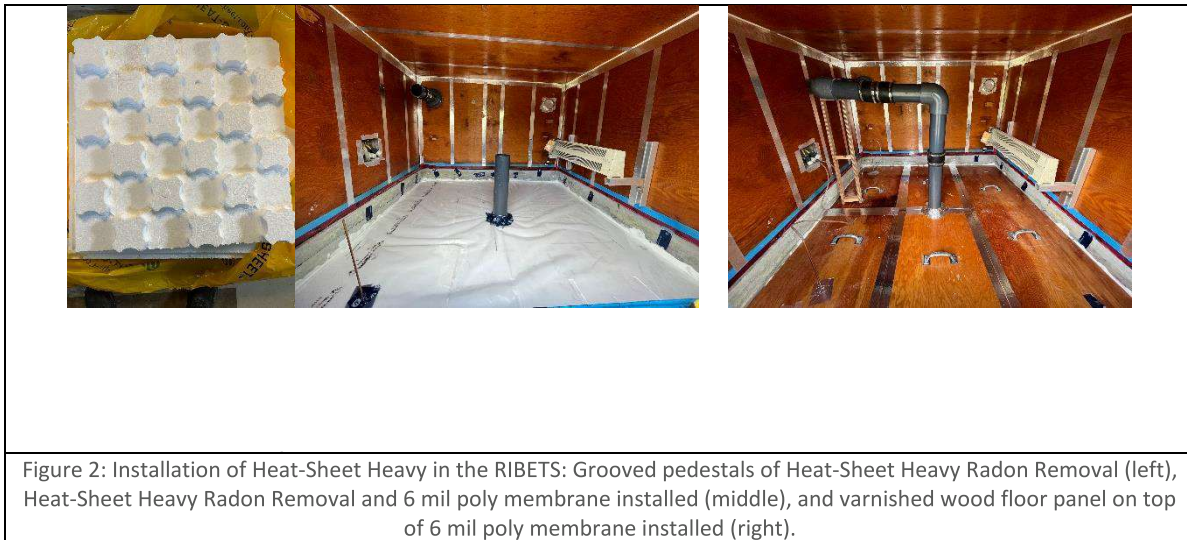 Figure 2: Installation of Heat-Sheet Heavy in the RIBETS: Grooved pedestals of Heat-Sheet Heavy Radon Removal (left),
Heat-Sheet Heavy Radon Removal and 6 mil poly membrane installed (middle), and varnished wood floor panel on top
of 6 mil poly membrane installed (right).